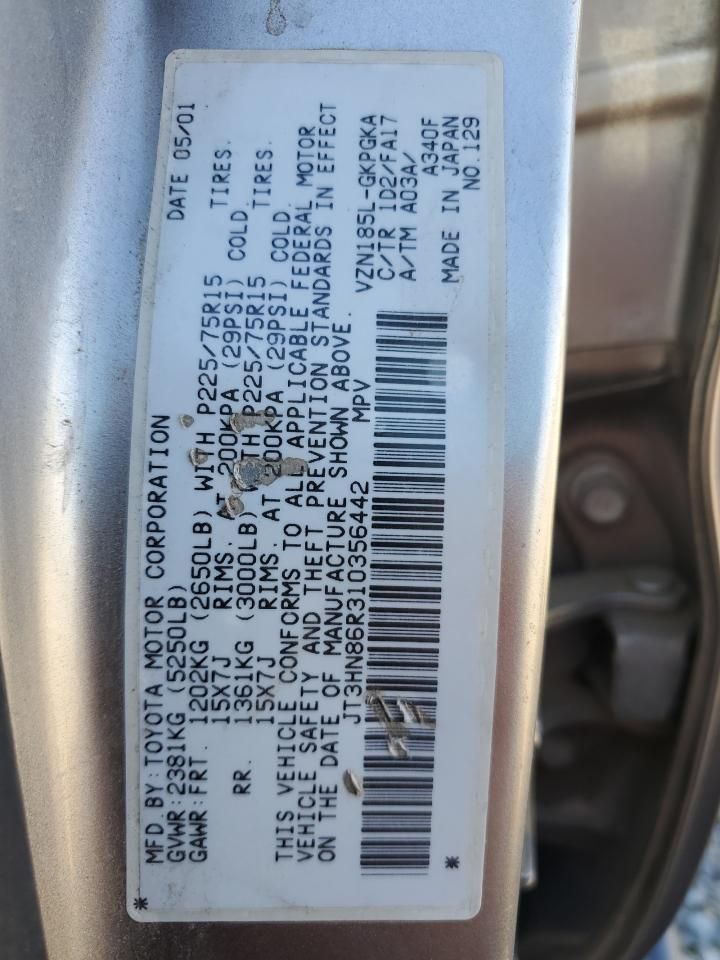 MFD.BY:TOYOTA MOTOR CORPORATION DATE 05/01
GVWR:2381KG (5250LB)
GAWR:FRT. 1202KG (2650LB) WITH P225/75R15 TIRES.
15X7J RIMS. AT 200KPA (29PSI) COLD
RR. 1361KG (3000LB) WITH P225/75R15 TIRES.
15X7J RIMS. AT 200KPA (29PSI) COLD.
THIS VEHICLE CONFORMS TO ALL APPLICABLE FEDERAL MOTOR
VEHICLE SAFETY AND THEFT PREVENTION STANDARDS IN EFFECT
ON THE DATE OF MANUFACTURE SHOWN ABOVE.
JT3HN86R310356442 MPV VZN185L-GKPGKA
C/TR 1D2/FA17
A/TM A03A/
A340F
MADE IN JAPAN
NO.129
* *